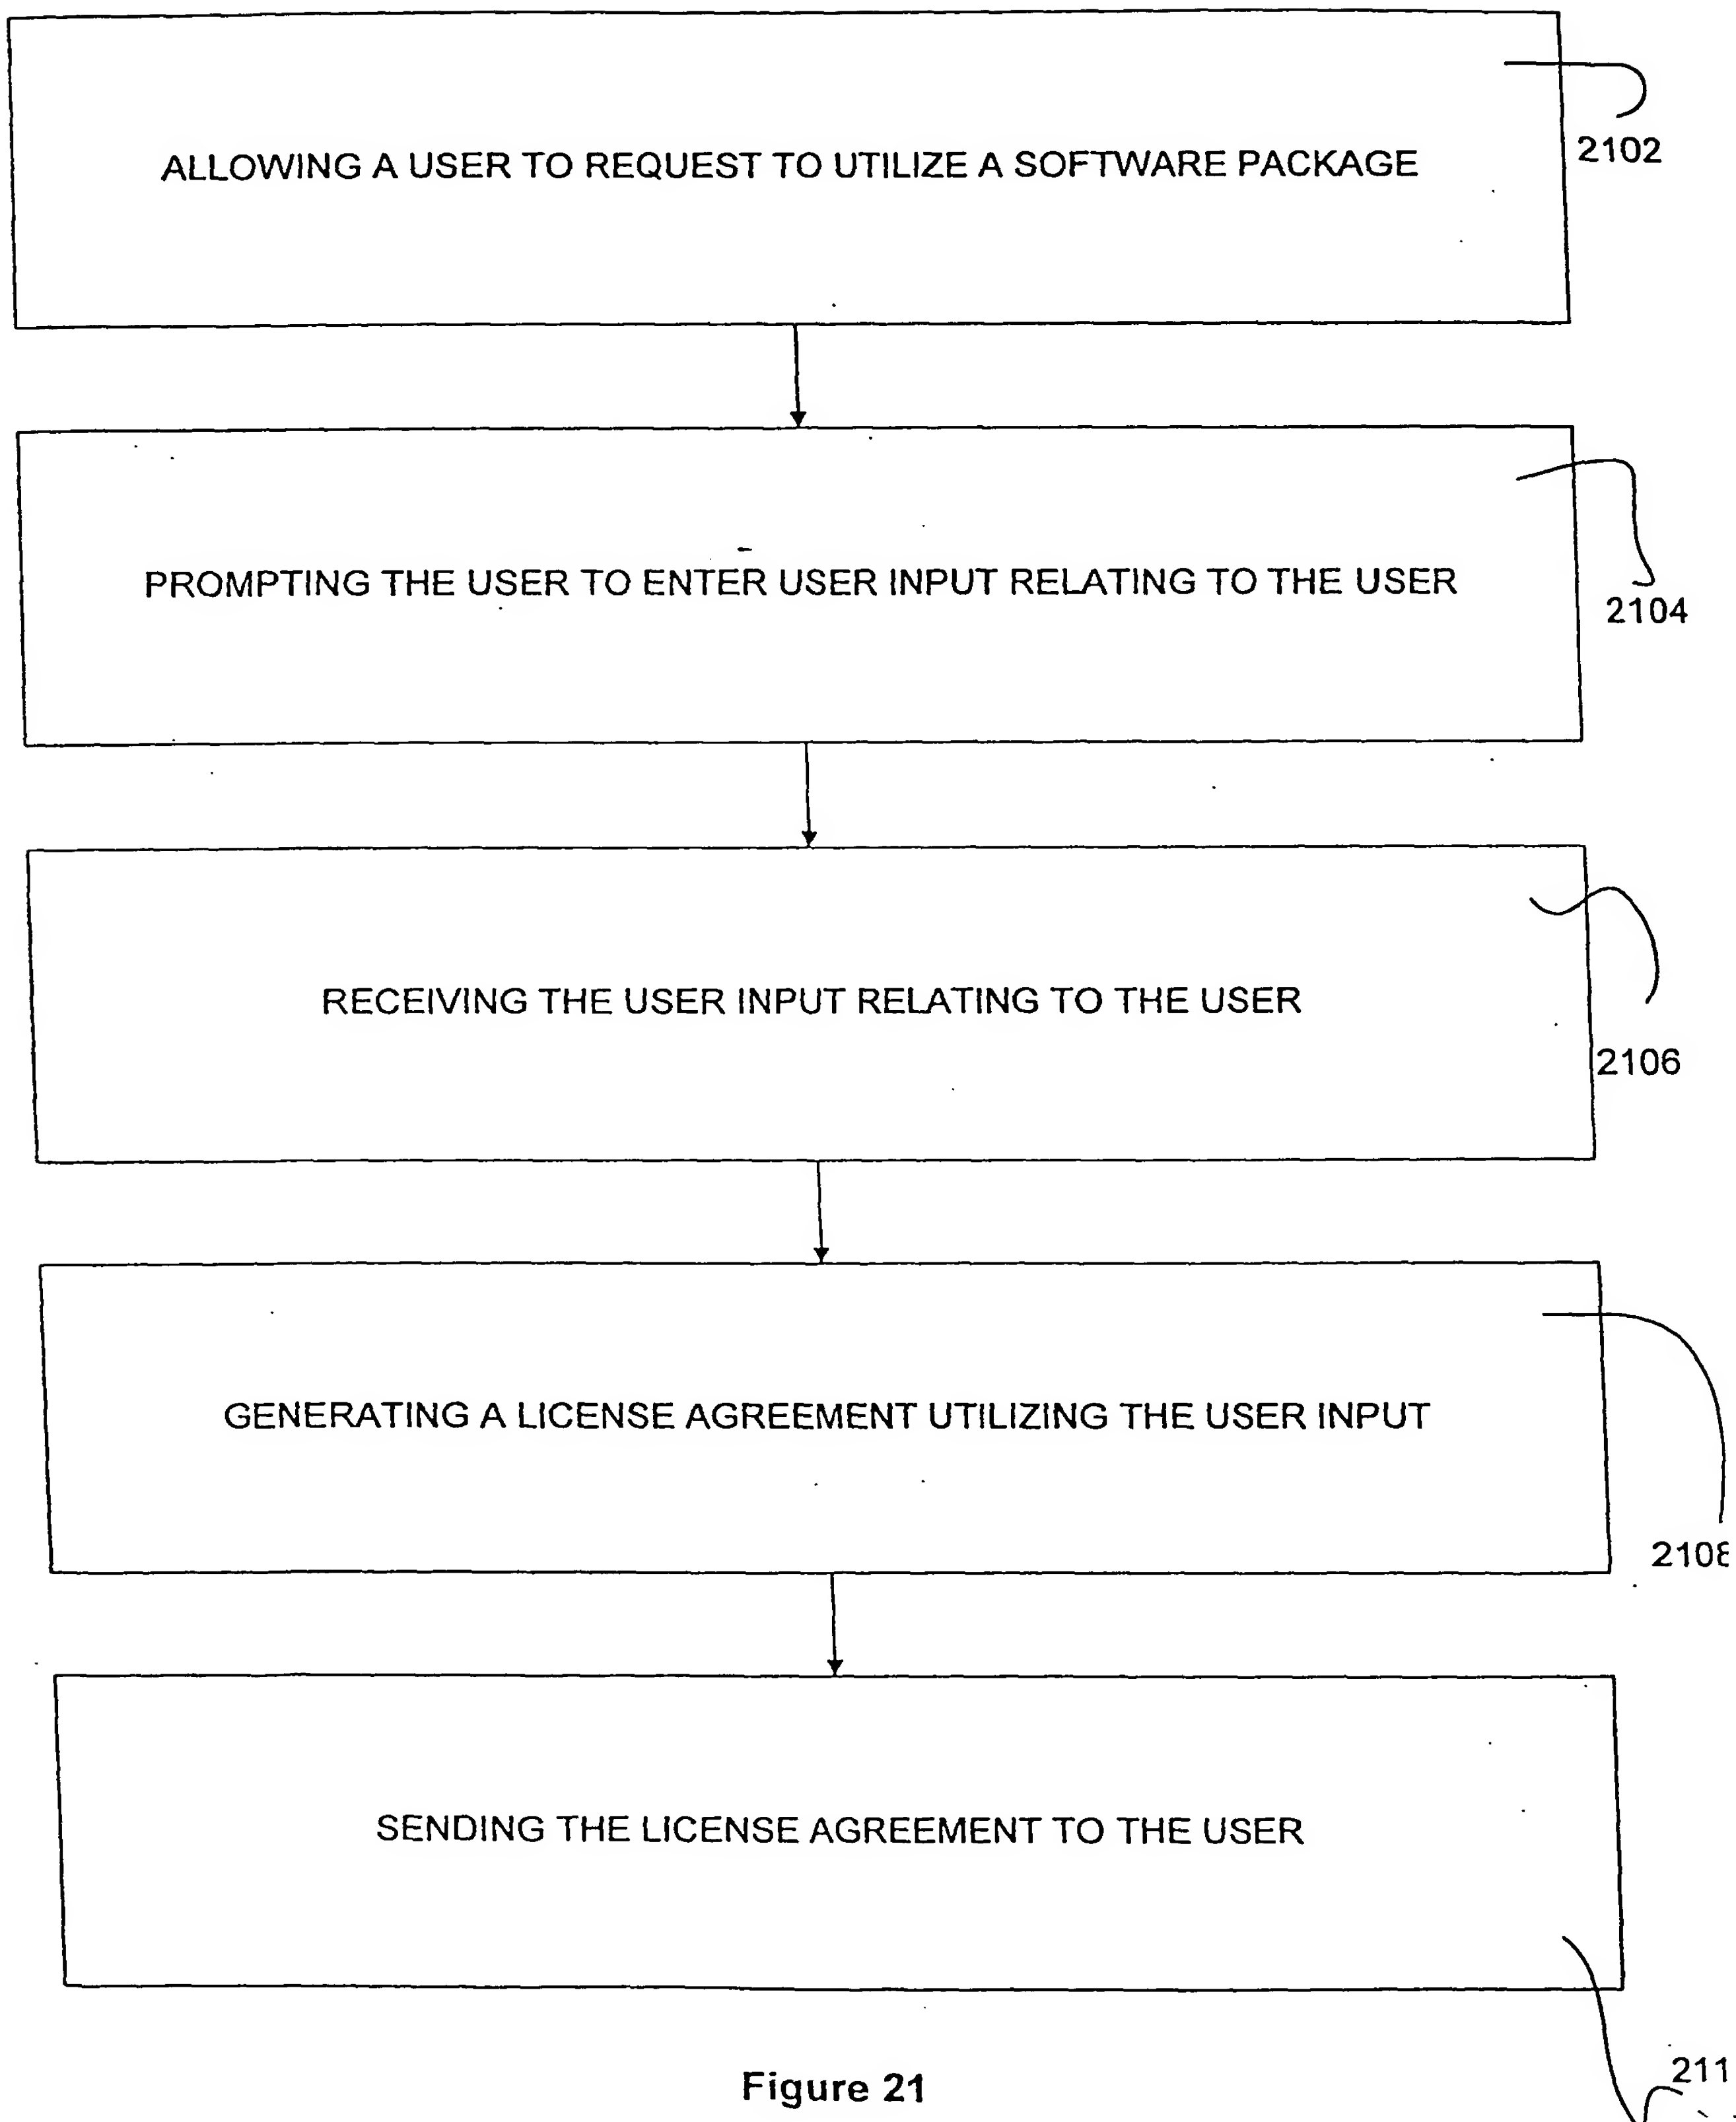 ALLOWING A USER TO REQUEST TO UTILIZE A SOFTWARE PACKAGE
2102
PROMPTING THE USER TO ENTER USER INPUT RELATING TO THE USER
2104
RECEIVING THE USER INPUT RELATING TO THE USER
2106
GENERATING A LICENSE AGREEMENT UTILIZING THE USER INPUT
2108
SENDING THE LICENSE AGREEMENT TO THE USER
211
Figure 21